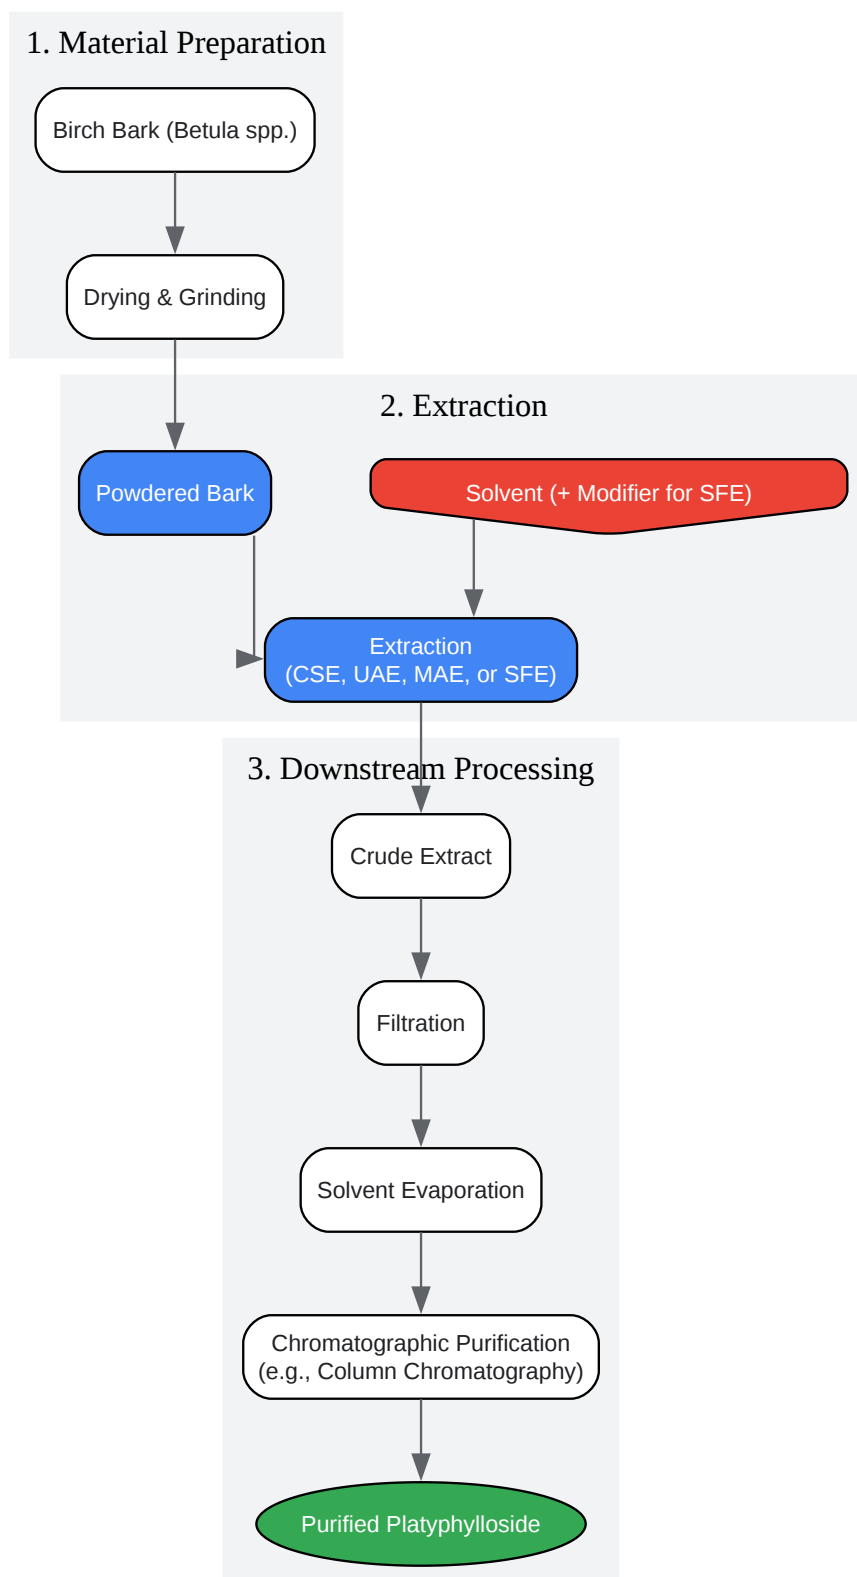 1. Material Preparation
Birch Bark (Betula spp.)
Drying & Grinding
2. Extraction
Powdered Bark
Solvent (+ Modifier for SFE)
Extraction
(CSE, UAE, MAE, or SFE)
3. Downstream Processing
Crude Extract
Filtration
Solvent Evaporation
Chromatographic Purification
(e.g., Column Chromatography)
Purified Platyphylloside